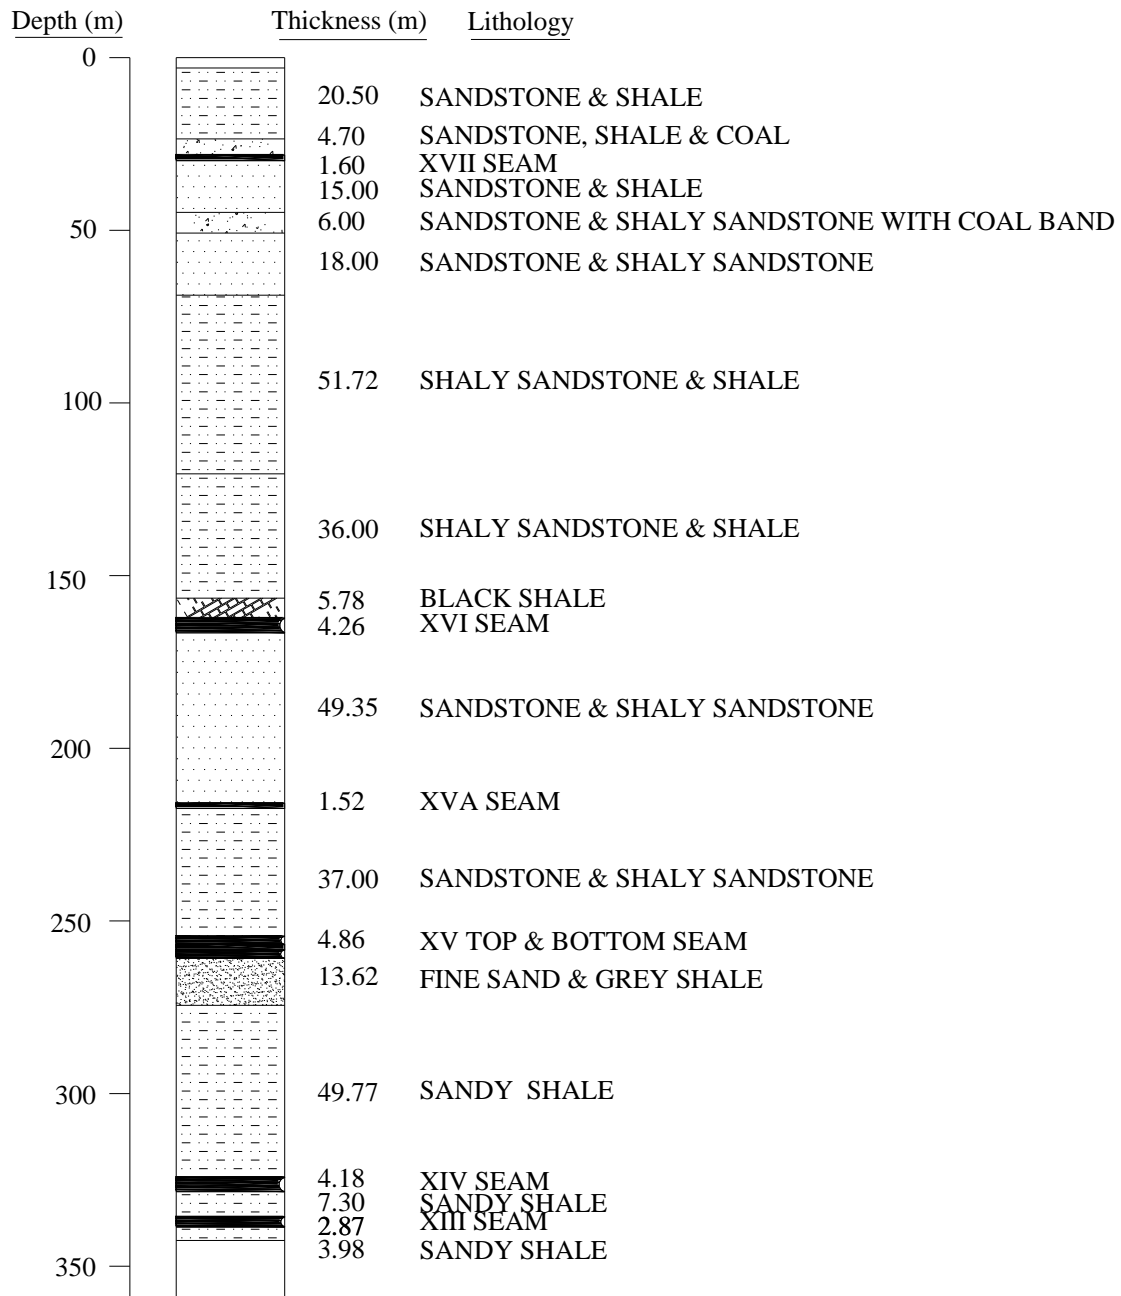 Depth (m) Thickness (m) Lithology
0
20.50 SANDSTONE & SHALE
4.70 SANDSTONE, SHALE & COAL
1.60 XVII SEAM
15.00 SANDSTONE & SHALE
6.00 SANDSTONE & SHALY SANDSTONE WITH COAL BAND
50
18.00 SANDSTONE & SHALY SANDSTONE
51.72 SHALY SANDSTONE & SHALE
100
36.00 SHALY SANDSTONE & SHALE
150
5.78 BLACK SHALE
4.26 XVI SEAM
49.35 SANDSTONE & SHALY SANDSTONE
200
1.52 XVA SEAM
37.00 SANDSTONE & SHALY SANDSTONE
250
4.86 XV TOP & BOTTOM SEAM
13.62 FINE SAND & GREY SHALE
300 49.77 SANDY SHALE
4.18 XIV SEAM
7.30 SANDY SHALE
2.87 XIII SEAM
3.98 SANDY SHALE
350